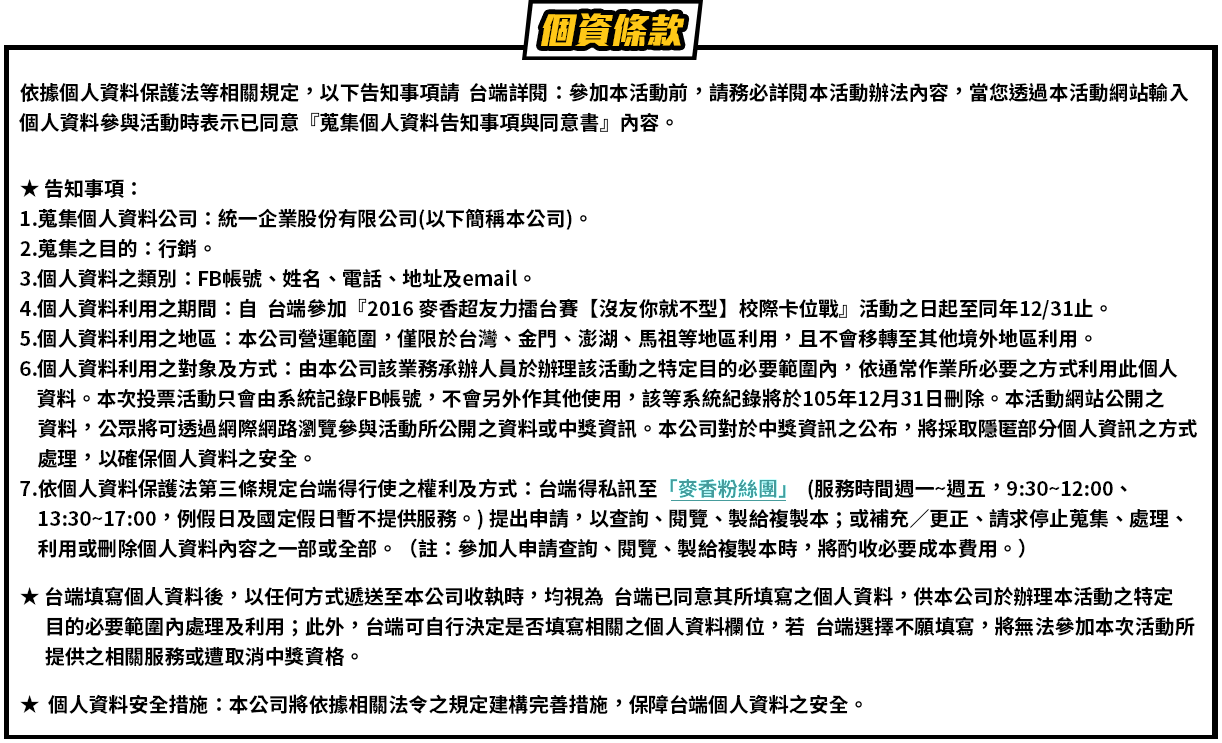 個資條款
依據個人資料保護法等相關規定，以下告知事項請 台端詳閱：參加本活動前，請務必詳閱本活動辦法內容，當您透過本活動網站輸入
個人資料參與活動時表示已同意『蒐集個人資料告知事項與同意書』內容。
★ 告知事項：
1.蒐集個人資料公司：統一企業股份有限公司(以下簡稱本公司)。
2.蒐集之目的：行銷。
3.個人資料之類別：FB帳號、姓名、電話、地址及email。
4.個人資料利用之期間：自 台端參加『2016 麥香超友力擂台賽【沒友你就不型】校際卡位戰』活動之日起至同年12/31止。
5.個人資料利用之地區：本公司營運範圍，僅限於台灣、金門、澎湖、馬祖等地區利用，且不會移轉至其他境外地區利用。
6.個人資料利用之對象及方式：由本公司該業務承辦人員於辦理該活動之特定目的必要範圍內，依通常作業所必要之方式利用此個人
資料。本次投票活動只會由系統記錄FB帳號，不會另外作其他使用，該等系統紀錄將於105年12月31日刪除。本活動網站公開之
資料，公眾將可透過網際網路瀏覽參與活動所公開之資料或中獎資訊。本公司對於中獎資訊之公布，將採取隱匿部分個人資訊之方式
處理，以確保個人資料之安全。
7.依個人資料保護法第三條規定台端得行使之權利及方式：台端得私訊至「麥香粉絲團」 (服務時間週一~週五，9:30~12:00、
13:30~17:00，例假日及國定假日暫不提供服務。) 提出申請，以查詢、閱覽、製給複製本；或補充／更正、請求停止蒐集、處理、
利用或刪除個人資料內容之一部或全部。（註：參加人申請查詢、閱覽、製給複製本時，將酌收必要成本費用。）
★ 台端填寫個人資料後，以任何方式遞送至本公司收執時，均視為 台端已同意其所填寫之個人資料，供本公司於辦理本活動之特定
目的必要範圍內處理及利用；此外，台端可自行決定是否填寫相關之個人資料欄位，若 台端選擇不願填寫，將無法參加本次活動所
提供之相關服務或遭取消中獎資格。
★ 個人資料安全措施：本公司將依據相關法令之規定建構完善措施，保障台端個人資料之安全。